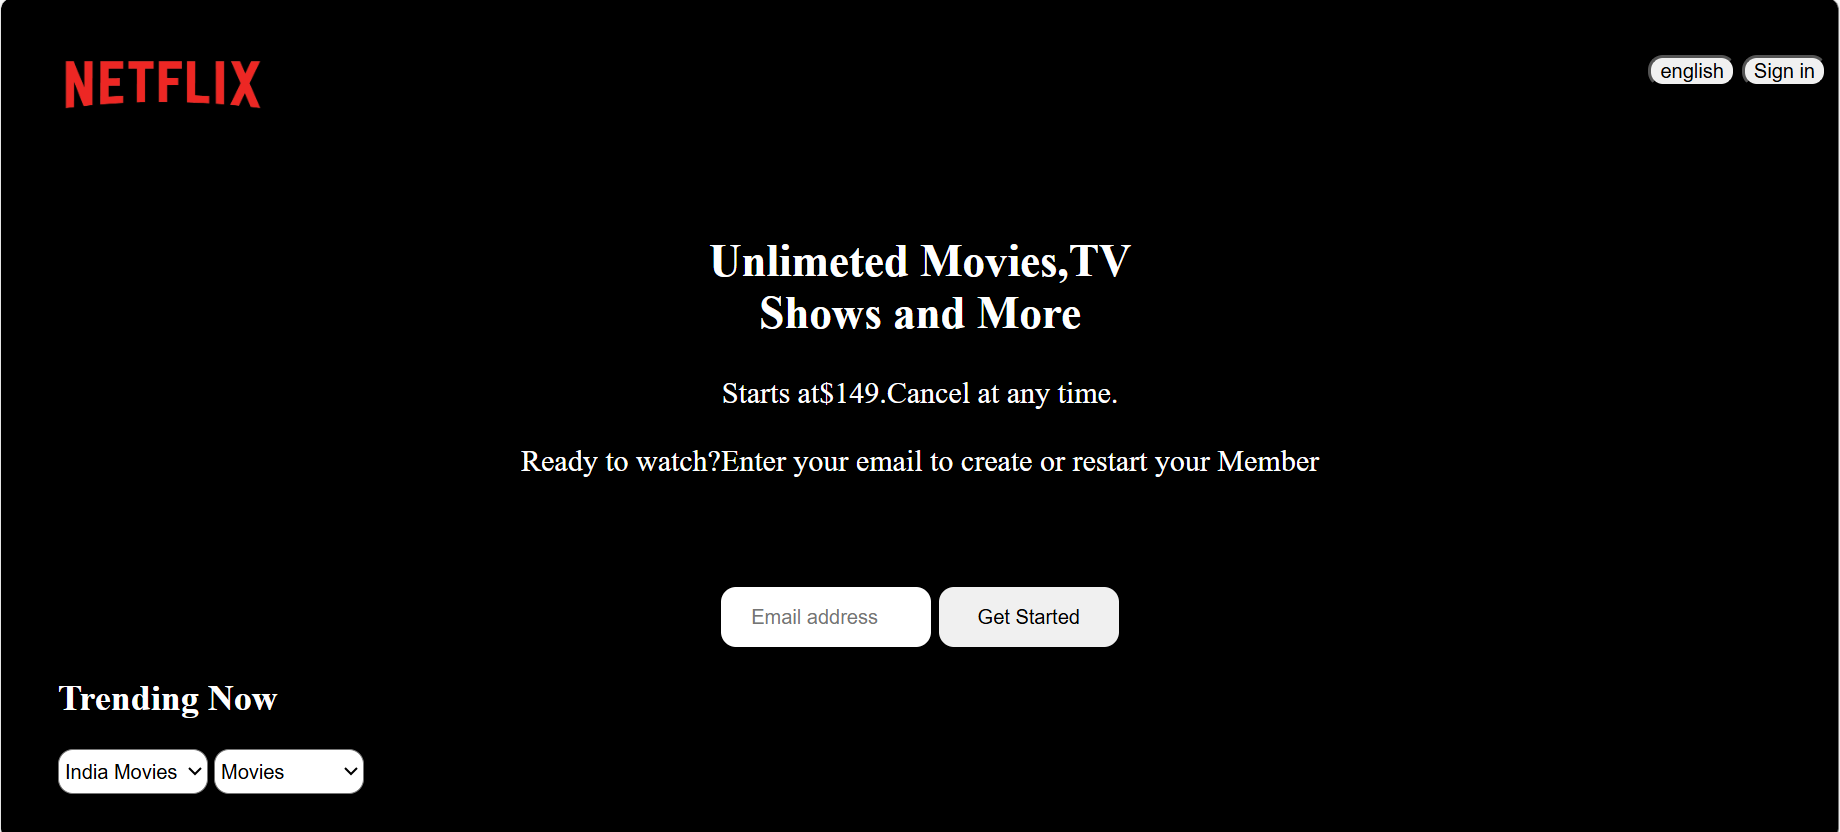 NETFLIX
english
Sign in
Unlimeted Movies,TV
Shows and More
Starts at$149.Cancel at any time.
Ready to watch?Enter your email to create or restart your Member
Email address
Get Started
Trending Now
India Movies
Movies